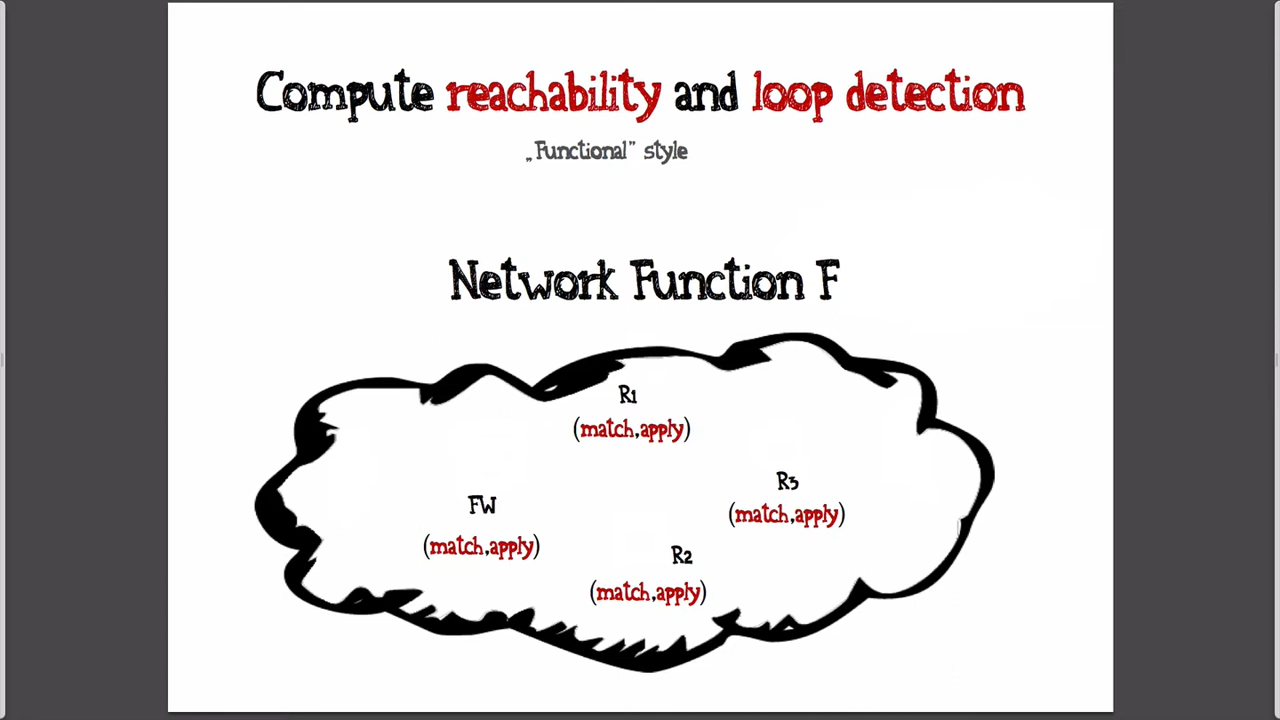 Compute reachability and loop detection
„Functional” style
Network Function F
R1
(match,apply)
R3
(match,apply)
FW
(match,apply)
R2
(match,apply)